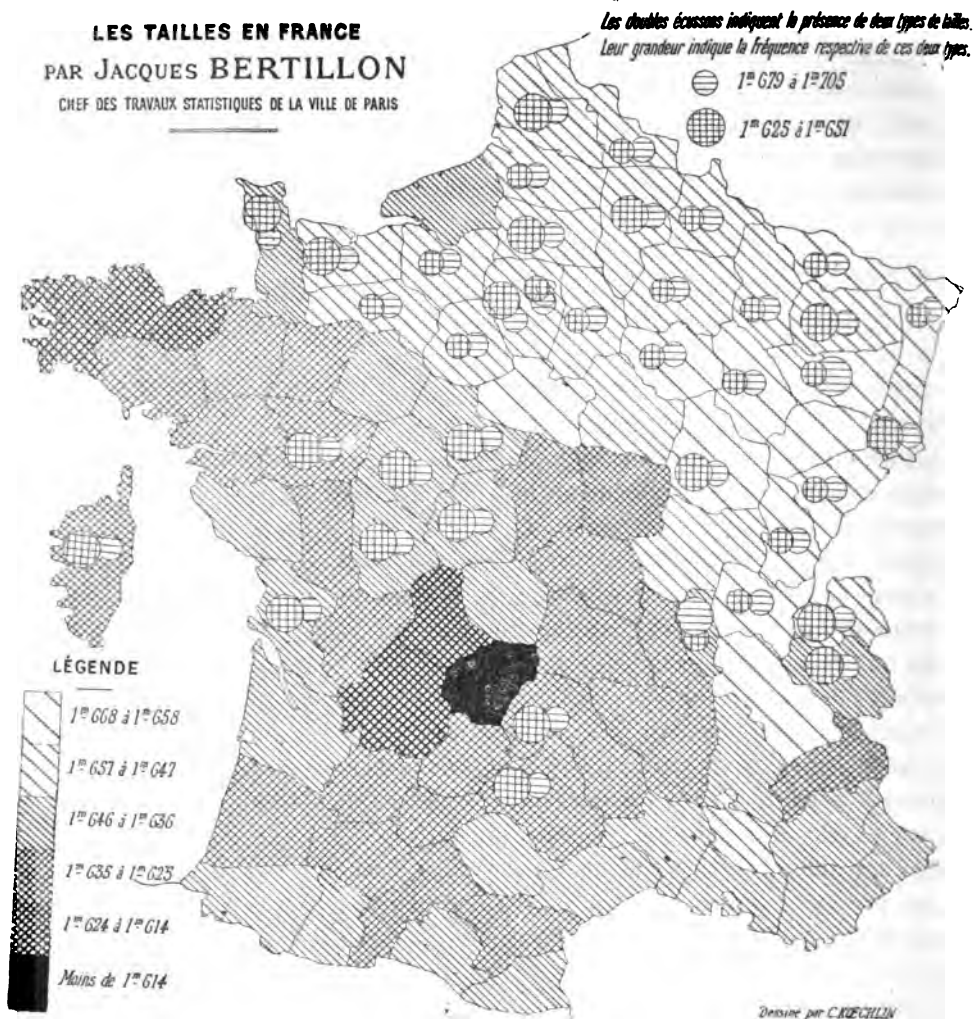 LES TAILLES EN FRANCE
PAR JACQUES BERTILLON
CHEF DES TRAVAUX STATISTIQUES DE LA VILLE DE PARIS
Les doubles écussons indiquent la présence de deux types de tailles.
Leur grandeur indique la fréquence respective de ces deux types.
1m 679 à 1m 705
1m 625 à 1m 651
LÉGENDE
1m 668 à 1m 658
1m 657 à 1m 647
1m 646 à 1m 636
1m 635 à 1m 625
1m 624 à 1m 614
Moins de 1m 614
Dessiné par C. KŒCHLIN